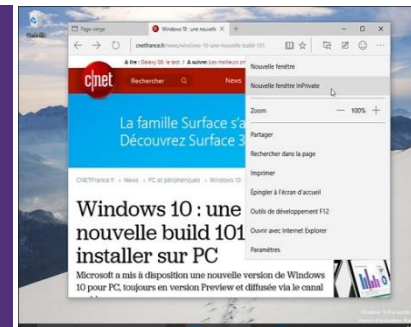 Page vierge
Windows 10 : une nouvelle
cnetfrance.fr/news/windows-10-une-nouvelle-build-101
A lire : Galaxy S6 le test / A suivre: Les meilleurs
c|net
Rechercher
News
La famille Surface s'a
Découvrez Surface 3
CNETFrance.fr › News › PC et périphériques › Windows 10
Windows 10 : une
nouvelle build 101
installer sur PC
Microsoft a mis à disposition une nouvelle version de Windows
10 pour PC, toujours en version Preview et diffusée via le canal
Nouvelle fenêtre
Nouvelle fenêtre InPrivate
Zoom
100%
Partager
Rechercher dans la page
Imprimer
Épingler à l'écran d'accueil
Outils de développement F12
Ouvrir avec Internet Explorer
Paramètres